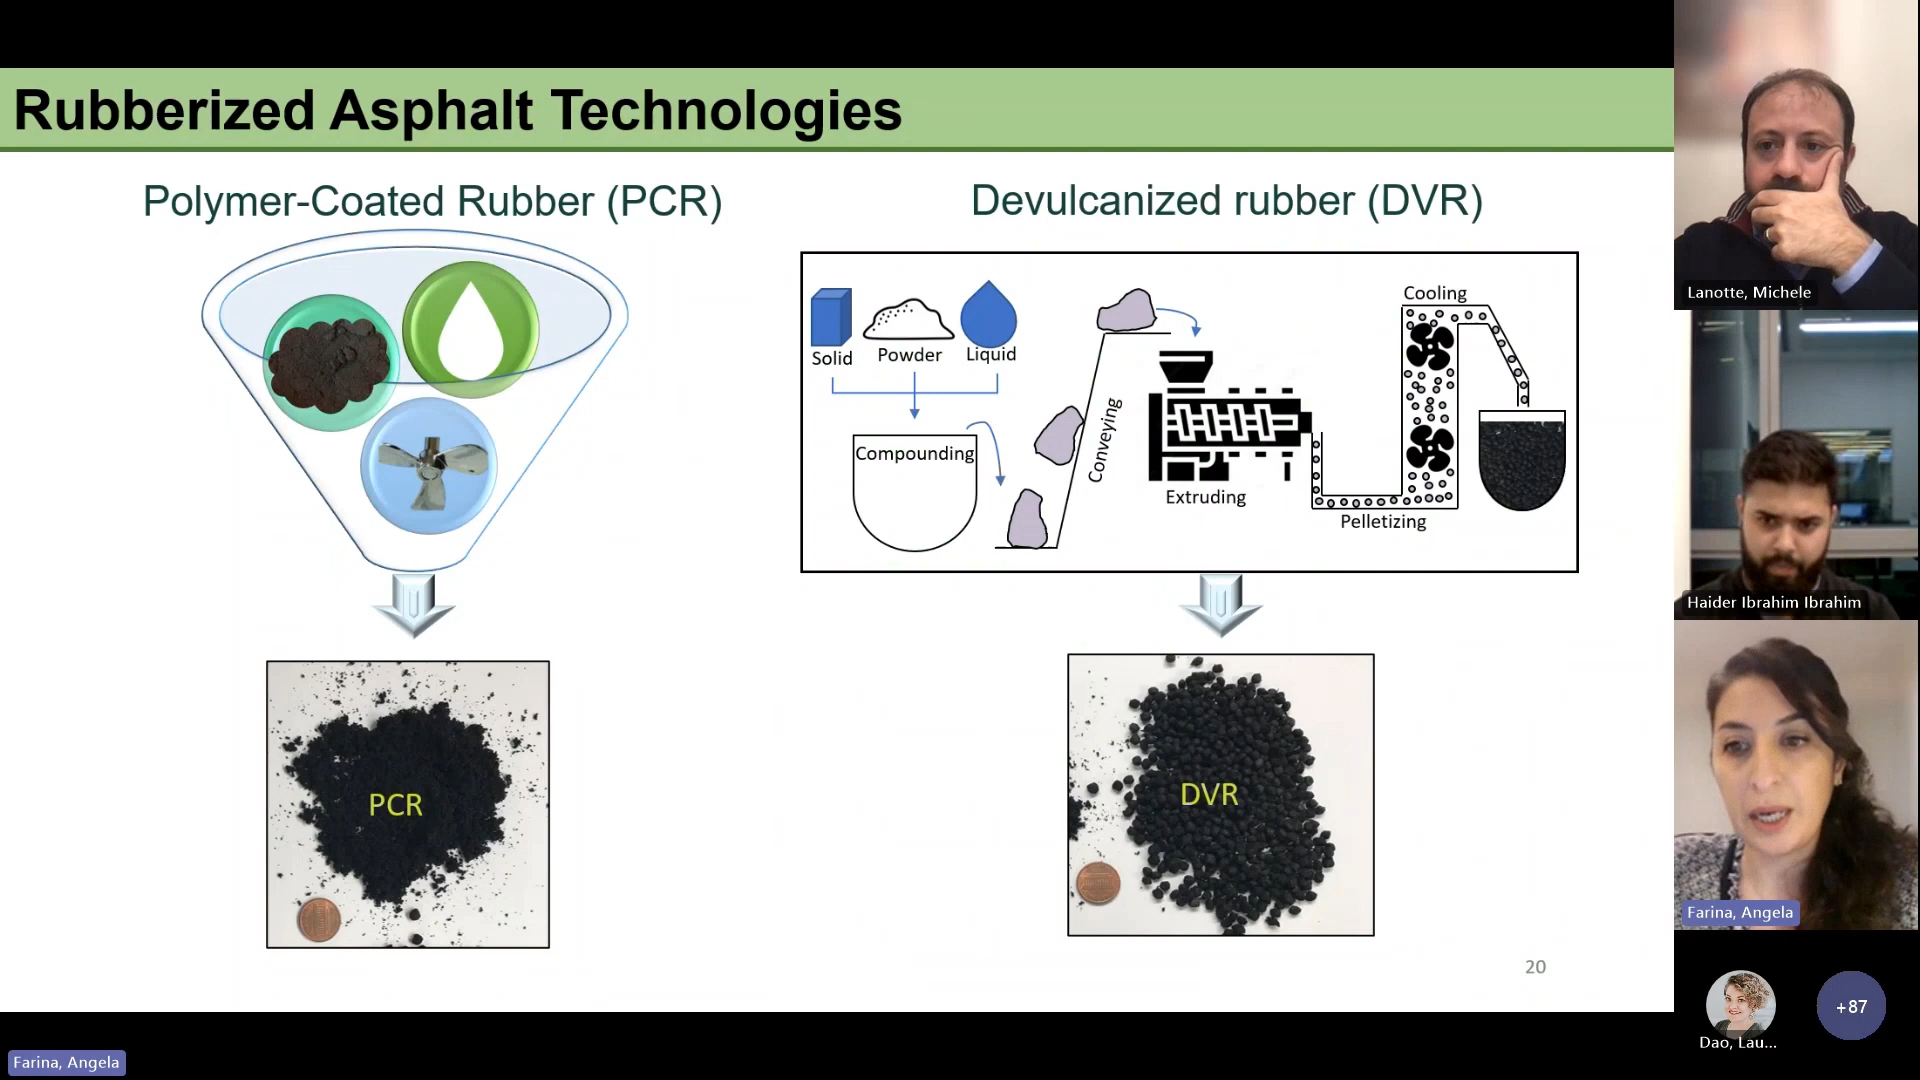 Rubberized Asphalt Technologies
Polymer-Coated Rubber (PCR)
Devulcanized rubber (DVR)
Solid
Powder
Liquid
Compounding
Conveying
Extruding
Pelletizing
Cooling
PCR
DVR
20
Lanotte, Michele
Haider Ibrahim Ibrahim
Farina, Angela
Dao, Lau...
+87
Farina, Angela